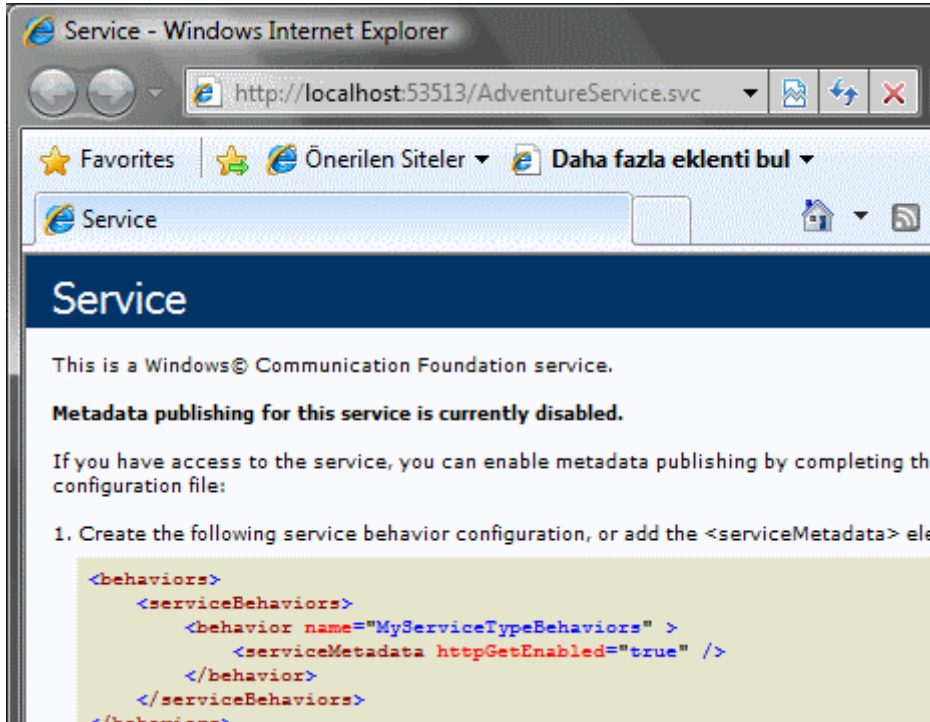 Service - Windows Internet Explorer
http://localhost:53513/AdventureService.svc
Favorites Önerilen Siteler Daha fazla eklenti bul
Service
Service
This is a Windows© Communication Foundation service.
Metadata publishing for this service is currently disabled.
If you have access to the service, you can enable metadata publishing by completing th
configuration file:
1. Create the following service behavior configuration, or add the <serviceMetadata> ele
<behaviors>
<serviceBehaviors>
<behavior name="MyServiceTypeBehaviors" >
<serviceMetadata httpGetEnabled="true" />
</behavior>
</serviceBehaviors>
</behaviors>